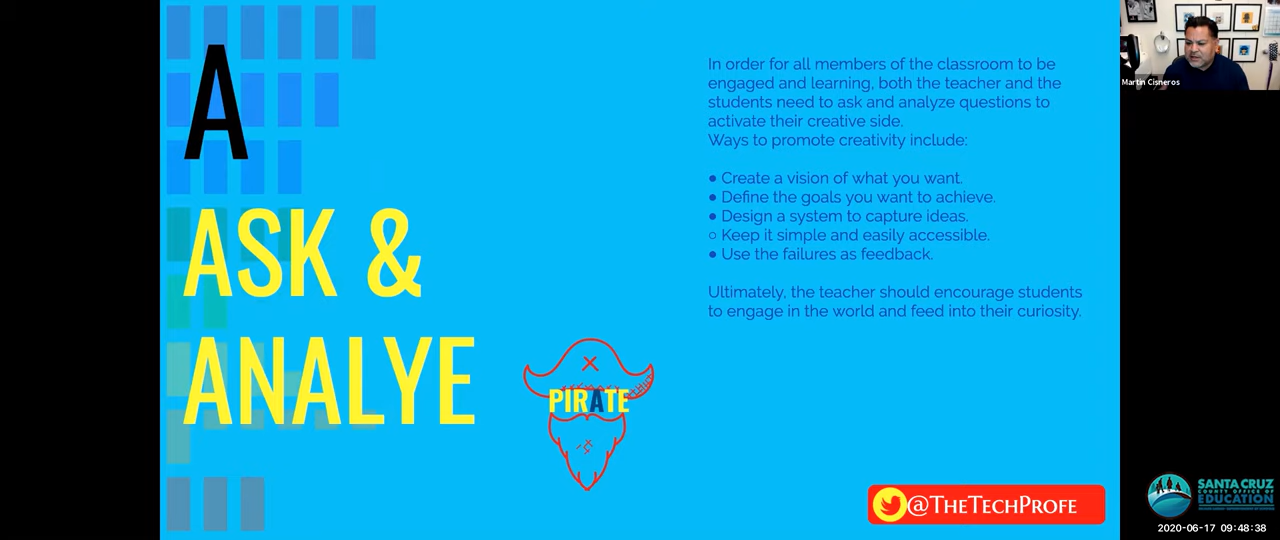 A
ASK &
ANALYE
In order for all members of the classroom to be
engaged and learning, both the teacher and the
students need to ask and analyze questions to
activate their creative side.
Ways to promote creativity include:
● Create a vision of what you want.
● Define the goals you want to achieve.
● Design a system to capture ideas.
○ Keep it simple and easily accessible.
● Use the failures as feedback.
Ultimately, the teacher should encourage students
to engage in the world and feed into their curiosity.
PIRATE
@TheTechProfe
Martin Cisneros
SANTA CRUZ
COUNTY OFFICE OF
EDUCATION
2020-06-17 09:48:38